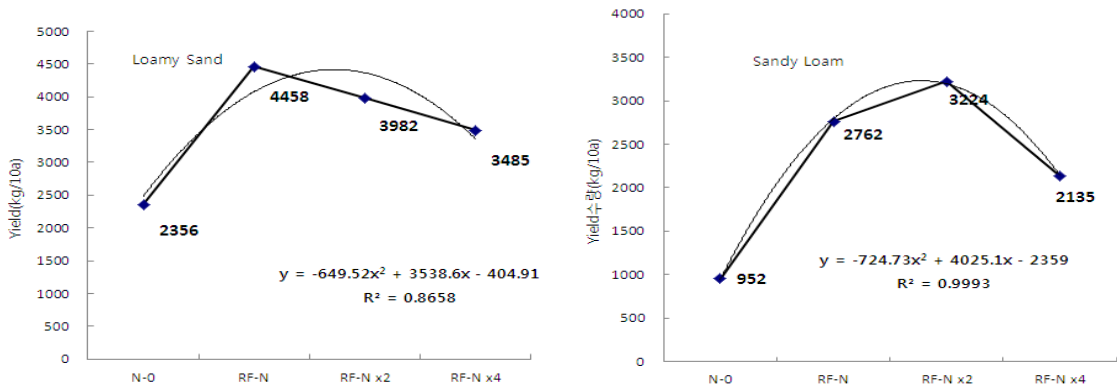 Loamy Sand
Yield(kg/10a)
5000
4500
4000
3500
3000
2500
2000
1500
1000
500
0
2356
4458
3982
3485
y = -649.52x² + 3538.6x - 404.91
R² = 0.8658
N-0 RF-N RF-N x2 RF-N x4
Sandy Loam
Yield수량(kg/10a)
4000
3500
3000
2500
2000
1500
1000
500
0
952
2762
3224
2135
y = -724.73x² + 4025.1x - 2359
R² = 0.9993
N-0 RF-N RF-N x2 RF-N x4